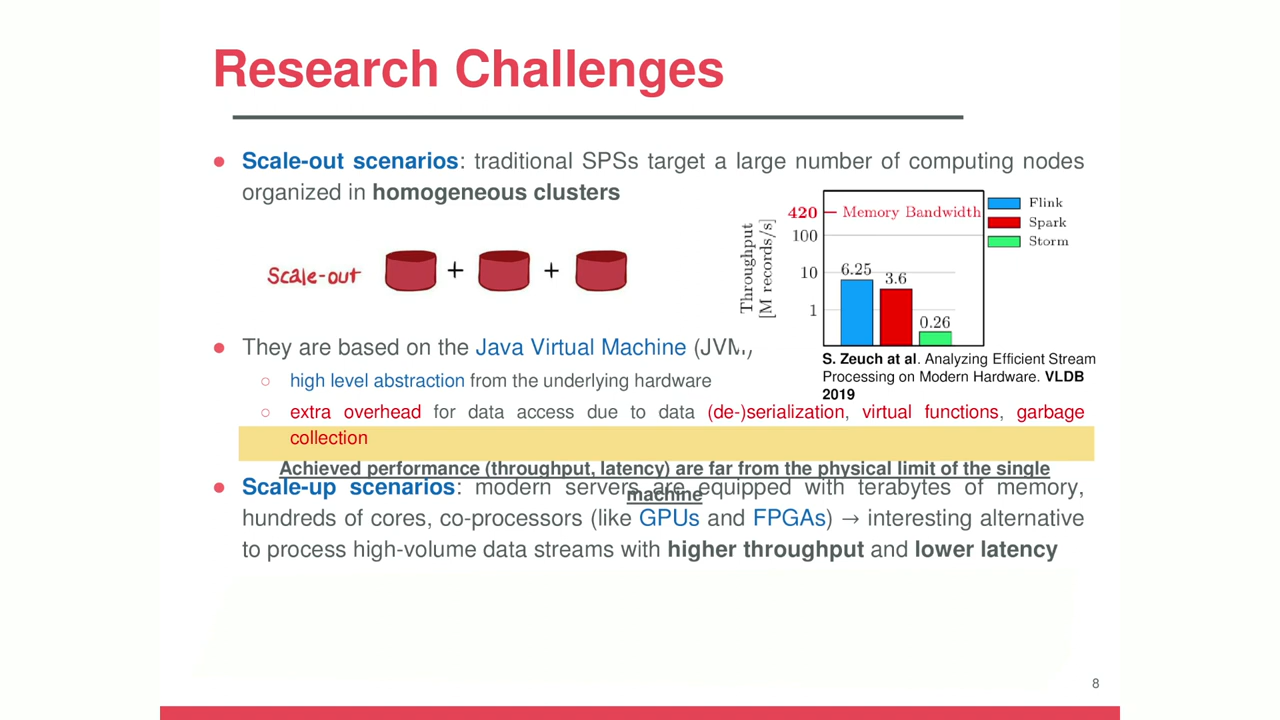 Research Challenges
● Scale-out scenarios: traditional SPSs target a large number of computing nodes
organized in homogeneous clusters
Scale-out + +
Throughput
[M records/s]
420 Memory Bandwidth
100
10
1
6.25
3.6
0.26
Flink
Spark
Storm
S. Zeuch at al. Analyzing Efficient Stream
Processing on Modern Hardware. VLDB
2019
● They are based on the Java Virtual Machine (JVM)
○ high level abstraction from the underlying hardware
○ extra overhead for data access due to data (de-)serialization, virtual functions, garbage
collection
Achieved performance (throughput, latency) are far from the physical limit of the single
machine
● Scale-up scenarios: modern servers are equipped with terabytes of memory,
hundreds of cores, co-processors (like GPUs and FPGAs) → interesting alternative
to process high-volume data streams with higher throughput and lower latency
8